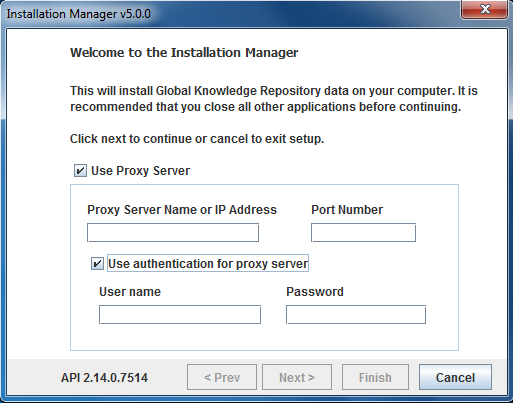 Installation Manager v5.0.0
Welcome to the Installation Manager
This will install Global Knowledge Repository data on your computer. It is
recommended that you close all other applications before continuing.
Click next to continue or cancel to exit setup.
Use Proxy Server
Proxy Server Name or IP Address Port Number
Use authentication for proxy server
User name Password
API 2.14.0.7514 < Prev Next > Finish Cancel